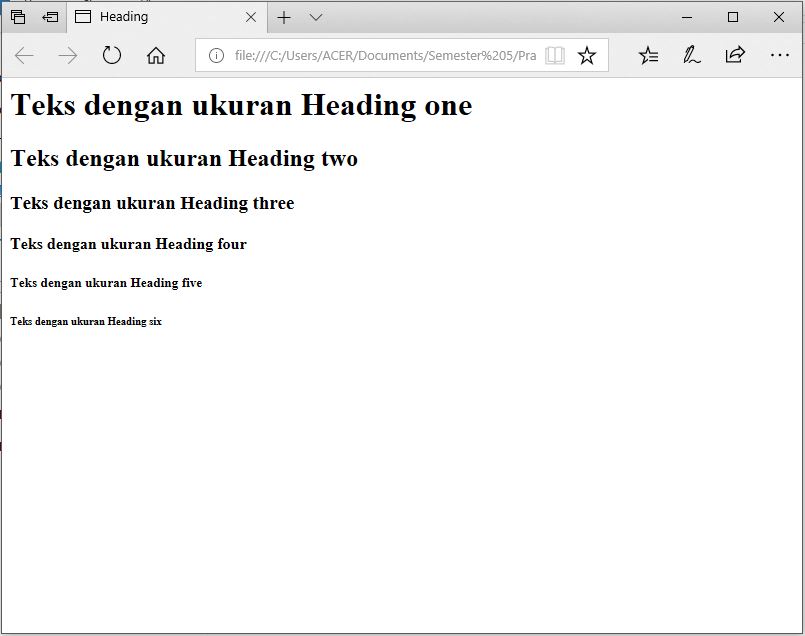 Heading
file:///C:/Users/ACER/Documents/Semester%205/Pra
Teks dengan ukuran Heading one
Teks dengan ukuran Heading two
Teks dengan ukuran Heading three
Teks dengan ukuran Heading four
Teks dengan ukuran Heading five
Teks dengan ukuran Heading six